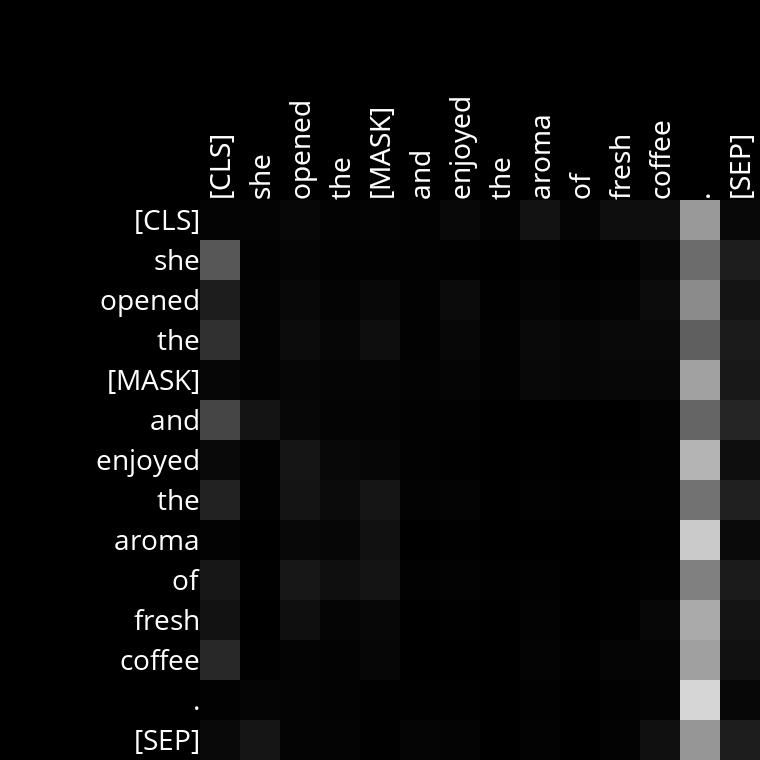 [CLS] she opened the [MASK] and enjoyed the aroma of fresh coffee . [SEP]
[CLS]
she
opened
the
[MASK]
and
enjoyed
the
aroma
of
fresh
coffee
.
[SEP]